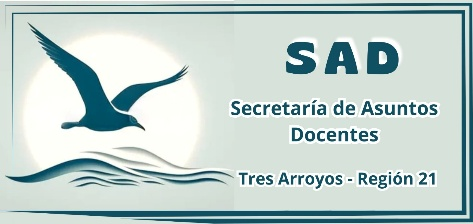 SAD
Secretaría de Asuntos
Docentes
Tres Arroyos - Región 21